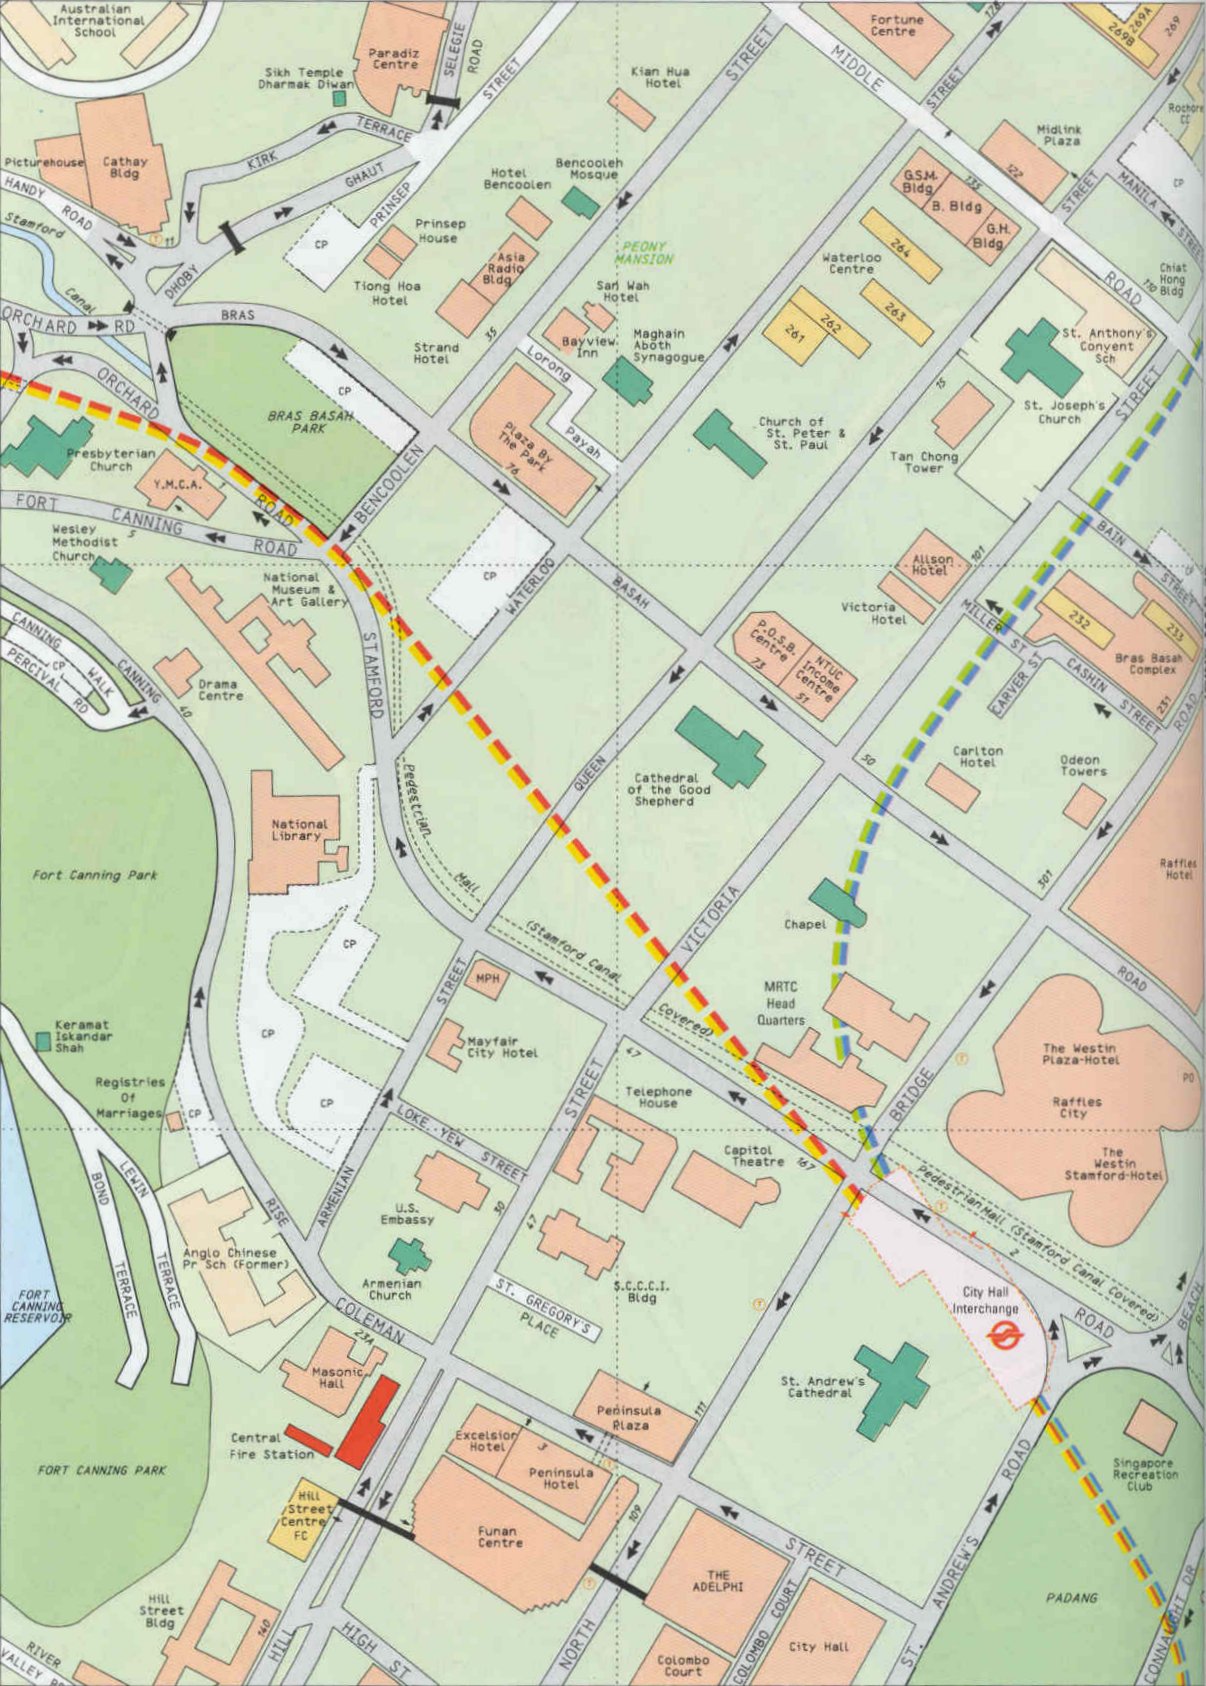 Australian
International
School
Paradiz
Centre
SELEGIE
ROAD
STREET
Sikh Temple
Dharmak Diwan
Kian Hua
Hotel
STREET
Fortune
Centre
MIDDLE
STREET
178
269A
269B
269
Rochore
CC
Picturehouse
Cathay
Bldg
KIRK
TERRACE
GHAUT
PRINSEP
Hotel
Bencoolen
Bencooleh
Mosque
Midlink
Plaza
122
STREET
MANILA
STREET
CP
G.S.M.
Bldg
135
B. Bldg
G.H.
Bldg
HANDY
ROAD
Stamford
Canal
11
DHOBY
CP
Prinsep
House
Asia
Radio
Bldg
Tiong Hoa
Hotel
PEONY
MANSION
Waterloo
Centre
264
263
262
261
ROAD
110
Chiat
Hong
Bldg
ORCHARD
RD
BRAS
Strand
Hotel
35
San Wah
Hotel
Bayview
Inn
Maghain
Aboth
Synagogue
St. Anthony's
Convent
Sch
ORCHARD
CP
BRAS BASAH
PARK
Lorong
Payah
Plaza By
The Park
76
15
St. Joseph's
Church
STREET
Church of
St. Peter &
St. Paul
Tan Chong
Tower
Presbyterian
Church
Y.M.C.A.
ROAD
BENCOOLEN
FORT
CANNING
ROAD
5
Wesley
Methodist
Church
National
Museum &
Art Gallery
CP
WATERLOO
BASAH
Allson
Hotel
101
Victoria
Hotel
BAIN
STREET
CP
MILLER ST
232
233
Bras Basah
Complex
231
CARVER ST
CASHIN
STREET
ROAD
CANNING
WALK
CP
PERCIVAL
RD
CANNING
40
Drama
Centre
STAMFORD
P.O.S.B.
Centre
73
NTUC
Income
Centre
51
50
Carlton
Hotel
Odeon
Towers
QUEEN
Cathedral
of the Good
Shepherd
Pedestrian
Mall
(Stamford Canal
Covered)
National
Library
Fort Canning Park
VICTORIA
301
Raffles
Hotel
Chapel
ROAD
CP
CP
CP
STREET
MPH
Mayfair
City Hotel
MRTC
Head
Quarters
The Westin
Plaza-Hotel
Raffles
City
PO
The
Westin
Stamford-Hotel
Keramat
Iskandar
Shah
Registries
Of
Marriages
CP
47
STREET
Telephone
House
BRIDGE
LOKE YEW
STREET
Capitol
Theatre
167
ARMENIAN
RISE
BOND
TERRACE
LEWIN
TERRACE
U.S.
Embassy
30
47
Pedestrian Mall (Stamford Canal Covered)
2
Anglo Chinese
Pr Sch (Former)
Armenian
Church
S.C.C.C.I.
Bldg
City Hall
Interchange
ROAD
BEACH
FORT
CANNING
RESERVOIR
COLEMAN
ST. GREGORY'S
PLACE
23A
Masonic
Hall
St. Andrew's
Cathedral
Peninsula
Plaza
111
Central
Fire Station
Excelsior
Hotel
3
Peninsula
Hotel
FORT CANNING PARK
Singapore
Recreation
Club
ROAD
Hill
Street
Centre
FC
Funan
Centre
109
STREET
THE
ADELPHI
ANDREW'S
PADANG
CONNAUGHT DR
Hill
Street
Bldg
140
HILL
HIGH ST
NORTH
COLOMBO COURT
City Hall
Colombo
Court
ST.
RIVER
VALLEY